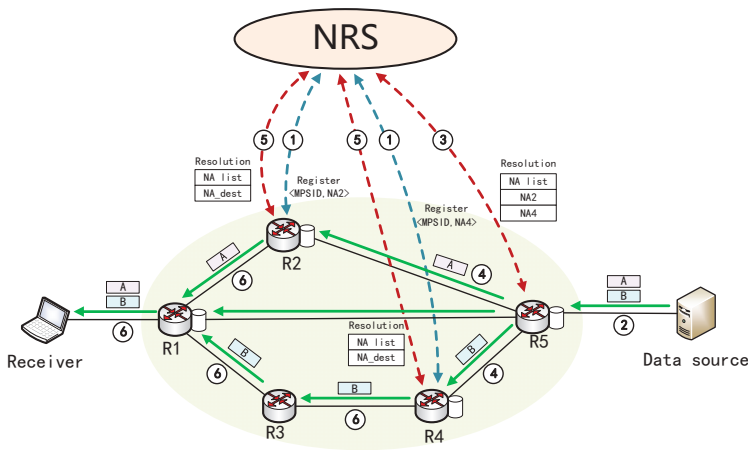 NRS
⑤
①
⑤
①
③
Resolution
NA list
NA_dest
Resolution
NA list
NA2
NA4
Register
<MPSID,NA2>
Register
<MPSID,NA4>
A
R2
⑥
A
④
A
B
⑥
Receiver
R1
A
B
②
Data source
R5
Resolution
NA list
NA_dest
B
⑥
B
④
B
⑥
R3
R4